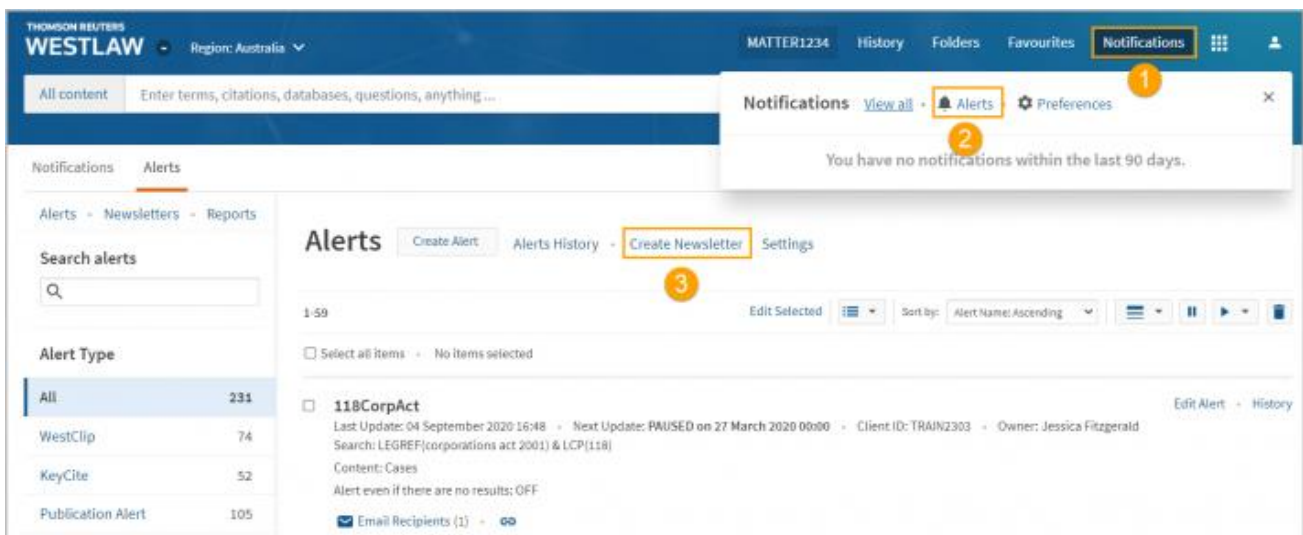 THOMSON REUTERS
WESTLAW Region: Australia MATTER1234 History Folders Favourites Notifications
1
All content Enter terms, citations, databases, questions, anything ...
Notifications View all • Alerts • Preferences ×
2
You have no notifications within the last 90 days.
Notifications Alerts
Alerts - Newsletters - Reports
Alerts Create Alert Alerts History - Create Newsletter Settings
3
Search alerts
1-59 Edit Selected Sort by: Alert Name: Ascending
Select all items - No items selected
Alert Type
All 231
WestClip 74
KeyCite 52
Publication Alert 105
118CorpAct Edit Alert - History
Last Update: 04 September 2020 16:48 - Next Update: PAUSED on 27 March 2020 00:00 - Client ID: TRAIN2303 - Owner: Jessica Fitzgerald
Search: LEGREF(corporations act 2001) & LCP(118)
Content: Cases
Alert even if there are no results: OFF
Email Recipients (1) -